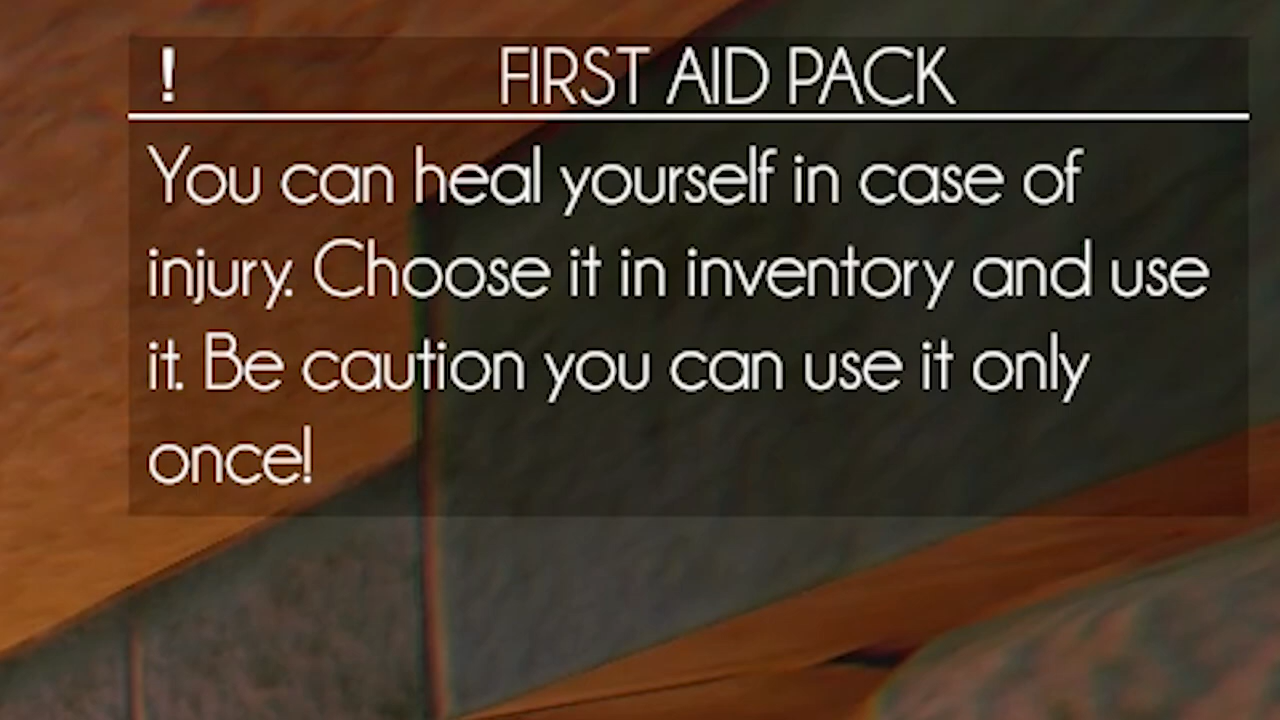 ! FIRST AID PACK
You can heal yourself in case of
injury. Choose it in inventory and use
it. Be caution you can use it only
once!